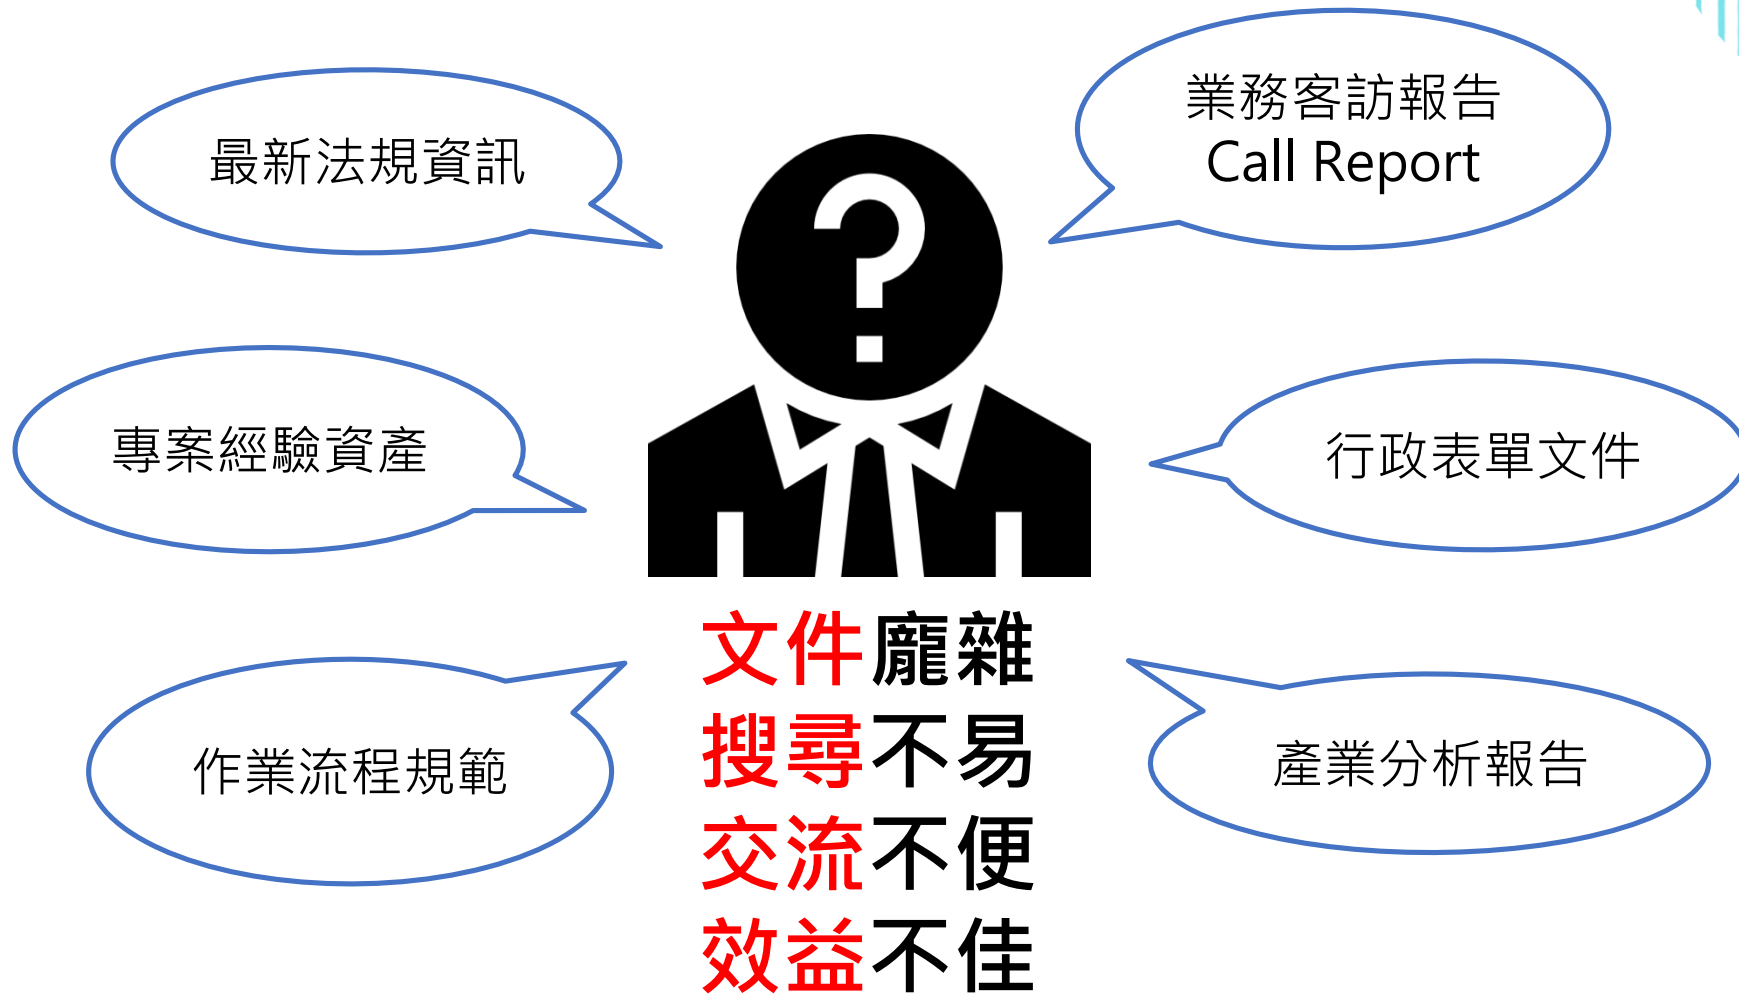 最新法規資訊
業務客訪報告
Call Report
專案經驗資產
行政表單文件
作業流程規範
產業分析報告
文件龐雜
搜尋不易
交流不便
效益不佳